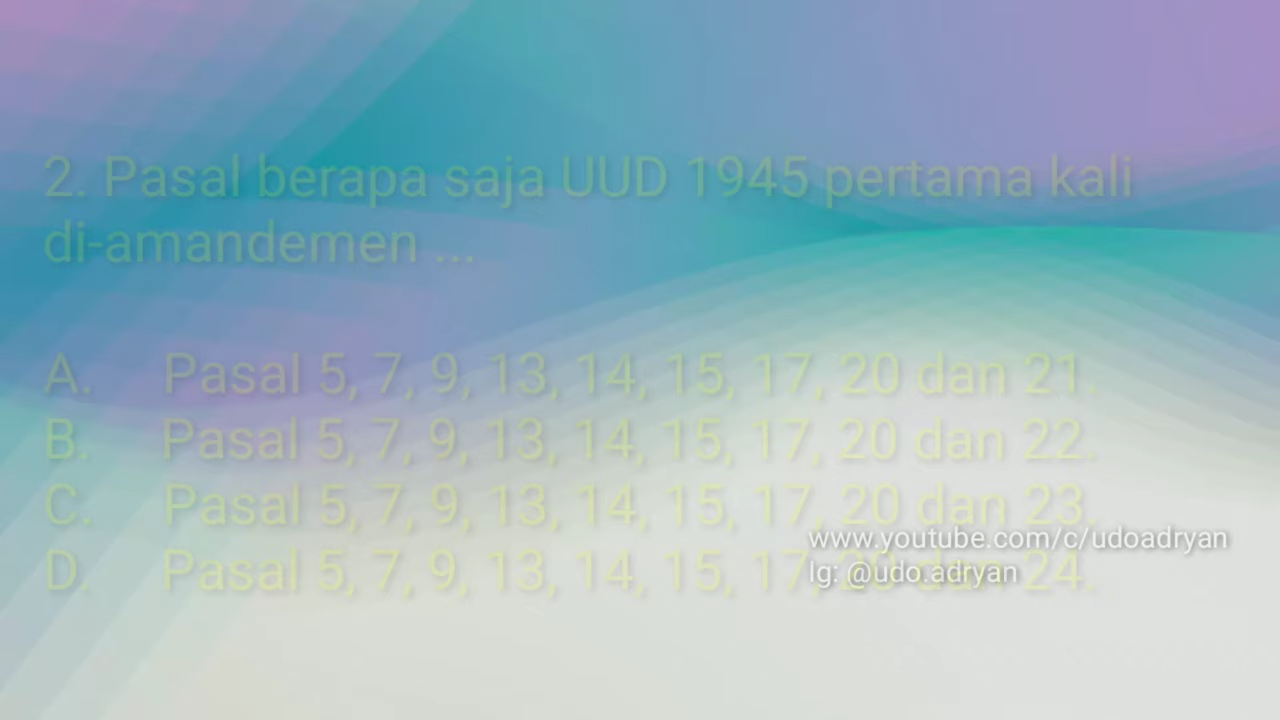 2. Pasal berapa saja UUD 1945 pertama kali
di-amandemen ...
A. Pasal 5, 7, 9, 13, 14, 15, 17, 20 dan 21.
B. Pasal 5, 7, 9, 13, 14, 15, 17, 20 dan 22.
C. Pasal 5, 7, 9, 13, 14, 15, 17, 20 dan 23.
www.youtube.com/c/udoadryan
D. Pasal 5, 7, 9, 13, 14, 15, 17, 20 dan 24.
Ig: @udo.adryan